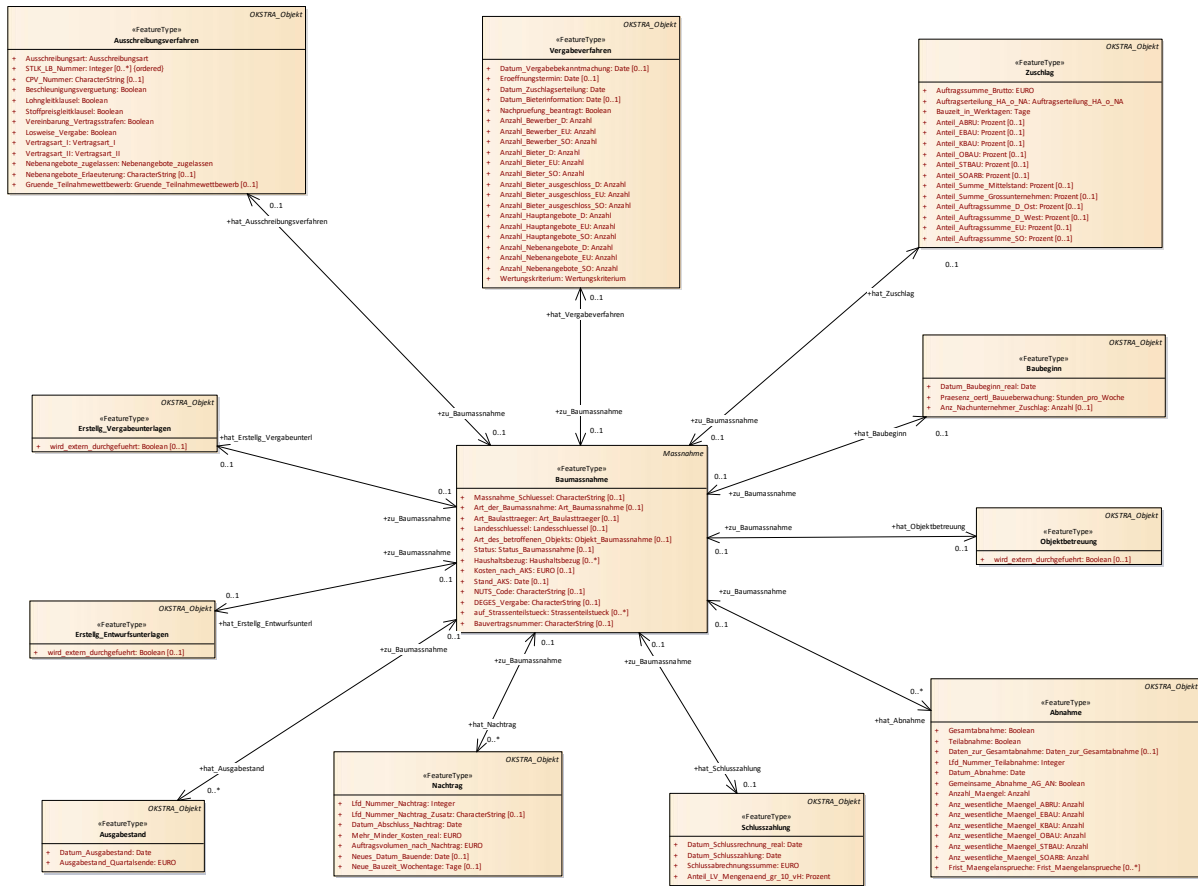 OKSTRA_Objekt
«FeatureType»
Ausschreibungsverfahren
+ Ausschreibungsart: Ausschreibungsart
+ STLK_LB_Nummer: Integer [0..*] {ordered}
+ CPV_Nummer: CharacterString [0..1]
+ Beschleunigungsverguetung: Boolean
+ Lohngleitklausel: Boolean
+ Stoffpreisgleitklausel: Boolean
+ Vereinbarung_Vertragsstrafen: Boolean
+ Losweise_Vergabe: Boolean
+ Vertragsart_I: Vertragsart_I
+ Vertragsart_II: Vertragsart_II
+ Nebenangebote_zugelassen: Nebenangebote_zugelassen
+ Nebenangebote_Erlaeuterung: CharacterString [0..1]
+ Gruende_Teilnahmewettbewerb: Gruende_Teilnahmewettbewerb [0..1]
OKSTRA_Objekt
«FeatureType»
Vergabeverfahren
+ Datum_Vergabebekanntmachung: Date [0..1]
+ Eroeffnungstermin: Date [0..1]
+ Datum_Zuschlagserteilung: Date
+ Datum_Bieterinformation: Date [0..1]
+ Nachpruefung_beantragt: Boolean
+ Anzahl_Bewerber_D: Anzahl
+ Anzahl_Bewerber_EU: Anzahl
+ Anzahl_Bewerber_SO: Anzahl
+ Anzahl_Bieter_D: Anzahl
+ Anzahl_Bieter_EU: Anzahl
+ Anzahl_Bieter_SO: Anzahl
+ Anzahl_Bieter_ausgeschloss_D: Anzahl
+ Anzahl_Bieter_ausgeschloss_EU: Anzahl
+ Anzahl_Bieter_ausgeschloss_SO: Anzahl
+ Anzahl_Hauptangebote_D: Anzahl
+ Anzahl_Hauptangebote_EU: Anzahl
+ Anzahl_Hauptangebote_SO: Anzahl
+ Anzahl_Nebenangebote_D: Anzahl
+ Anzahl_Nebenangebote_EU: Anzahl
+ Anzahl_Nebenangebote_SO: Anzahl
+ Wertungskriterium: Wertungskriterium
OKSTRA_Objekt
«FeatureType»
Zuschlag
+ Auftragssumme_Brutto: EURO
+ Auftragserteilung_HA_o_NA: Auftragserteilung_HA_o_NA
+ Bauzeit_in_Werktagen: Tage
+ Anteil_ABRU: Prozent [0..1]
+ Anteil_EBAU: Prozent [0..1]
+ Anteil_KBAU: Prozent [0..1]
+ Anteil_OBAU: Prozent [0..1]
+ Anteil_STBAU: Prozent [0..1]
+ Anteil_SOARB: Prozent [0..1]
+ Anteil_Summe_Mittelstand: Prozent [0..1]
+ Anteil_Summe_Grossunternehmen: Prozent [0..1]
+ Anteil_Auftragssumme_D_Ost: Prozent [0..1]
+ Anteil_Auftragssumme_D_West: Prozent [0..1]
+ Anteil_Auftragssumme_EU: Prozent [0..1]
+ Anteil_Auftragssumme_SO: Prozent [0..1]
0..1
+hat_Ausschreibungsverfahren
0..1
+hat_Vergabeverfahren
0..1
+hat_Zuschlag
OKSTRA_Objekt
«FeatureType»
Baubeginn
+ Datum_Baubeginn_real: Date
+ Praesenz_oertl_Bauueberwachung: Stunden_pro_Woche
+ Anz_Nachunternehmer_Zuschlag: Anzahl [0..1]
0..1
+hat_Baubeginn
OKSTRA_Objekt
«FeatureType»
Erstellg_Vergabeunterlagen
+ wird_extern_durchgefuehrt: Boolean [0..1]
+hat_Erstellg_Vergabeunterl
0..1
+zu_Baumassnahme
0..1
+zu_Baumassnahme
0..1
+zu_Baumassnahme
0..1
0..1
+zu_Baumassnahme
0..1
+zu_Baumassnahme
Massnahme
«FeatureType»
Baumassnahme
+ Massnahme_Schluessel: CharacterString [0..1]
+ Art_der_Baumassnahme: Art_Baumassnahme [0..1]
+ Art_Baulasttraeger: Art_Baulasttraeger [0..1]
+ Landesschluessel: Landesschluessel [0..1]
+ Art_des_betroffenen_Objekts: Objekt_Baumassnahme [0..1]
+ Status: Status_Baumassnahme [0..1]
+ Haushaltsbezug: Haushaltsbezug [0..*]
+ Kosten_nach_AKS: EURO [0..1]
+ Stand_AKS: Date [0..1]
+ NUTS_Code: CharacterString [0..1]
+ DEGES_Vergabe: CharacterString [0..1]
+ auf_Strassenteilstueck: Strassenteilstueck [0..*]
+ Bauvertragsnummer: CharacterString [0..1]
+zu_Baumassnahme
0..1
+hat_Objektbetreuung
0..1
OKSTRA_Objekt
«FeatureType»
Objektbetreuung
+ wird_extern_durchgefuehrt: Boolean [0..1]
+zu_Baumassnahme
0..1
0..1
+hat_Erstellg_Entwurfsunterl
OKSTRA_Objekt
«FeatureType»
Erstellg_Entwurfsunterlagen
+ wird_extern_durchgefuehrt: Boolean [0..1]
+zu_Baumassnahme
0..1
0..1
+zu_Baumassnahme
0..1
+zu_Baumassnahme
0..1
+zu_Baumassnahme
0..*
+hat_Abnahme
+hat_Nachtrag
0..*
+hat_Ausgabestand
0..*
+hat_Schlusszahlung
0..1
OKSTRA_Objekt
«FeatureType»
Ausgabestand
+ Datum_Ausgabestand: Date
+ Ausgabestand_Quartalsende: EURO
OKSTRA_Objekt
«FeatureType»
Nachtrag
+ Lfd_Nummer_Nachtrag: Integer
+ Lfd_Nummer_Nachtrag_Zusatz: CharacterString [0..1]
+ Datum_Abschluss_Nachtrag: Date
+ Mehr_Minder_Kosten_real: EURO
+ Auftragsvolumen_nach_Nachtrag: EURO
+ Neues_Datum_Bauende: Date [0..1]
+ Neue_Bauzeit_Wochentage: Tage [0..1]
OKSTRA_Objekt
«FeatureType»
Schlusszahlung
+ Datum_Schlussrechnung_real: Date
+ Datum_Schlusszahlung: Date
+ Schlussabrechnungssumme: EURO
+ Anteil_LV_Mengenaend_gr_10_vH: Prozent
OKSTRA_Objekt
«FeatureType»
Abnahme
+ Gesamtabnahme: Boolean
+ Teilabnahme: Boolean
+ Daten_zur_Gesamtabnahme: Daten_zur_Gesamtabnahme [0..1]
+ Lfd_Nummer_Teilabnahme: Integer
+ Datum_Abnahme: Date
+ Gemeinsame_Abnahme_AG_AN: Boolean
+ Anzahl_Maengel: Anzahl
+ Anz_wesentliche_Maengel_ABRU: Anzahl
+ Anz_wesentliche_Maengel_EBAU: Anzahl
+ Anz_wesentliche_Maengel_KBAU: Anzahl
+ Anz_wesentliche_Maengel_OBAU: Anzahl
+ Anz_wesentliche_Maengel_STBAU: Anzahl
+ Anz_wesentliche_Maengel_SOARB: Anzahl
+ Frist_Maengelansprueche: Frist_Maengelansprueche [0..*]